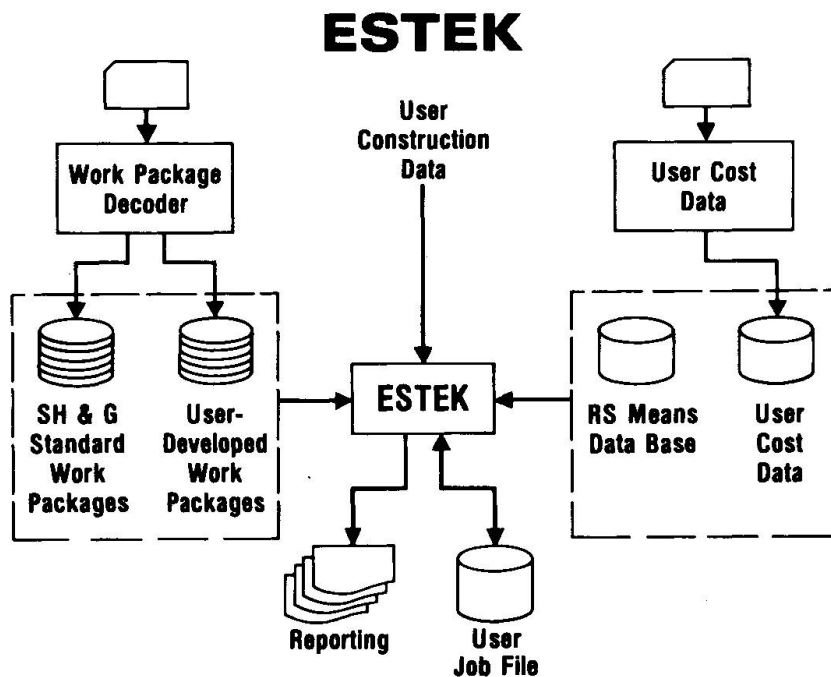 ESTEK
User
Construction
Data
Work Package
Decoder
User Cost
Data
SH & G
Standard
Work
Packages
User-
Developed
Work
Packages
ESTEK
RS Means
Data Base
User
Cost
Data
Reporting
User
Job File